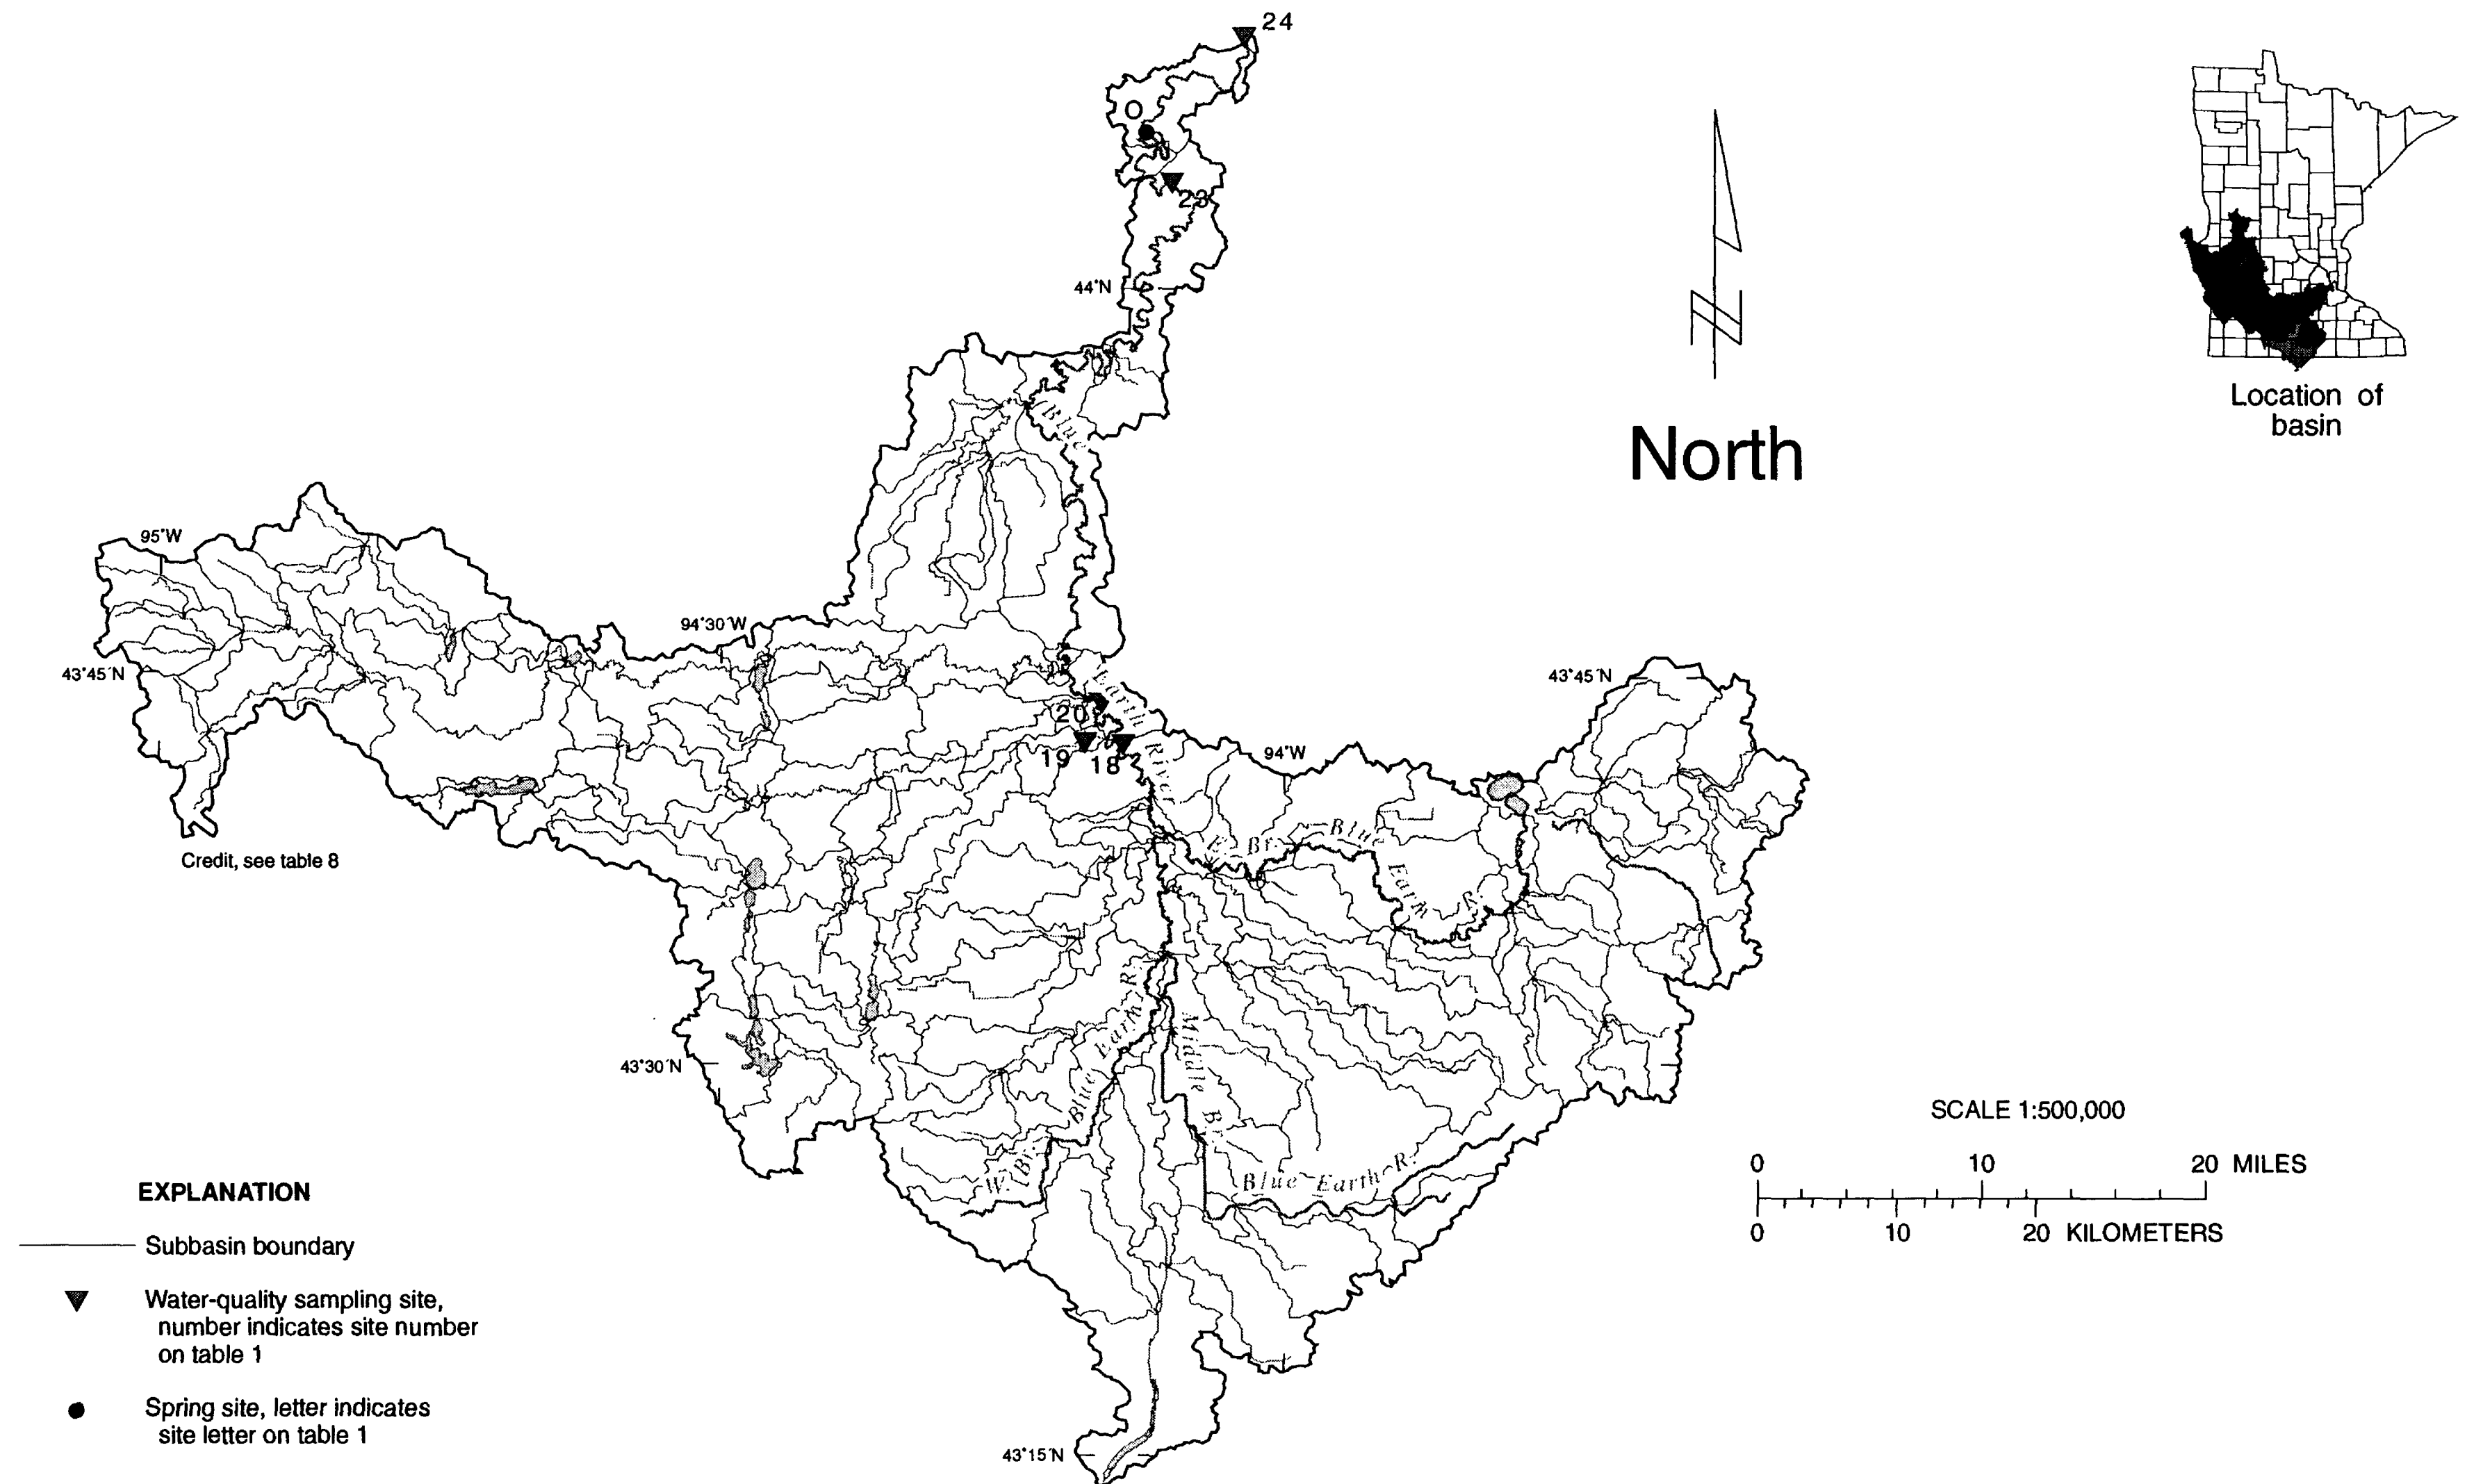 24
O
23
44°N
Location of
basin
North
Blue
95°W
94°30´W
43°45´N
43°45´N
Earth
20
19
18
River
94°W
E. Br. Blue Earth R.
Credit, see table 8
Blue Earth R.
Middle Br.
43°30´N
W. Br.
Blue Earth R.
SCALE 1:500,000
0 10 20 MILES
0 10 20 KILOMETERS
EXPLANATION
Subbasin boundary
Water-quality sampling site,
number indicates site number
on table 1
Spring site, letter indicates
site letter on table 1
43°15´N